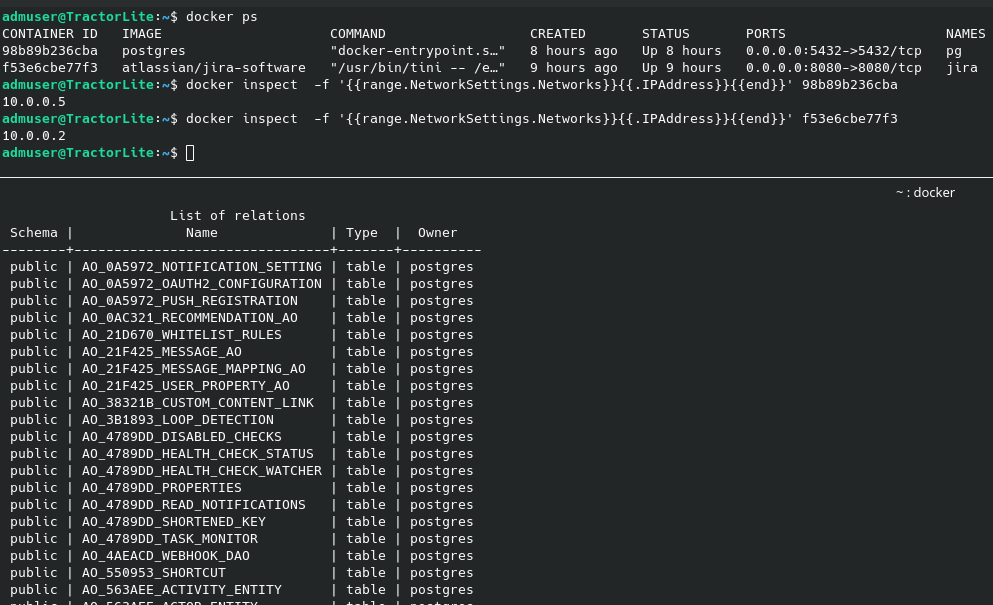 admuser@TractorLite:~$ docker ps
CONTAINER ID   IMAGE                     COMMAND                  CREATED       STATUS       PORTS                    NAMES
98b89b236cba   postgres                  "docker-entrypoint.s…"   8 hours ago   Up 8 hours   0.0.0.0:5432->5432/tcp   pg
f53e6cbe77f3   atlassian/jira-software   "/usr/bin/tini -- /e…"   9 hours ago   Up 9 hours   0.0.0.0:8080->8080/tcp   jira
admuser@TractorLite:~$ docker inspect  -f '{{range.NetworkSettings.Networks}}{{.IPAddress}}{{end}}' 98b89b236cba
10.0.0.5
admuser@TractorLite:~$ docker inspect  -f '{{range.NetworkSettings.Networks}}{{.IPAddress}}{{end}}' f53e6cbe77f3
10.0.0.2
admuser@TractorLite:~$
~ : docker
List of relations
 Schema |              Name              | Type  |  Owner
--------+--------------------------------+-------+----------
 public | AO_0A5972_NOTIFICATION_SETTING | table | postgres
 public | AO_0A5972_OAUTH2_CONFIGURATION | table | postgres
 public | AO_0A5972_PUSH_REGISTRATION    | table | postgres
 public | AO_0AC321_RECOMMENDATION_AO    | table | postgres
 public | AO_21D670_WHITELIST_RULES      | table | postgres
 public | AO_21F425_MESSAGE_AO           | table | postgres
 public | AO_21F425_MESSAGE_MAPPING_AO   | table | postgres
 public | AO_21F425_USER_PROPERTY_AO     | table | postgres
 public | AO_38321B_CUSTOM_CONTENT_LINK  | table | postgres
 public | AO_3B1893_LOOP_DETECTION       | table | postgres
 public | AO_4789DD_DISABLED_CHECKS      | table | postgres
 public | AO_4789DD_HEALTH_CHECK_STATUS  | table | postgres
 public | AO_4789DD_HEALTH_CHECK_WATCHER | table | postgres
 public | AO_4789DD_PROPERTIES           | table | postgres
 public | AO_4789DD_READ_NOTIFICATIONS   | table | postgres
 public | AO_4789DD_SHORTENED_KEY        | table | postgres
 public | AO_4789DD_TASK_MONITOR         | table | postgres
 public | AO_4AEACD_WEBHOOK_DAO          | table | postgres
 public | AO_550953_SHORTCUT             | table | postgres
 public | AO_563AEE_ACTIVITY_ENTITY      | table | postgres